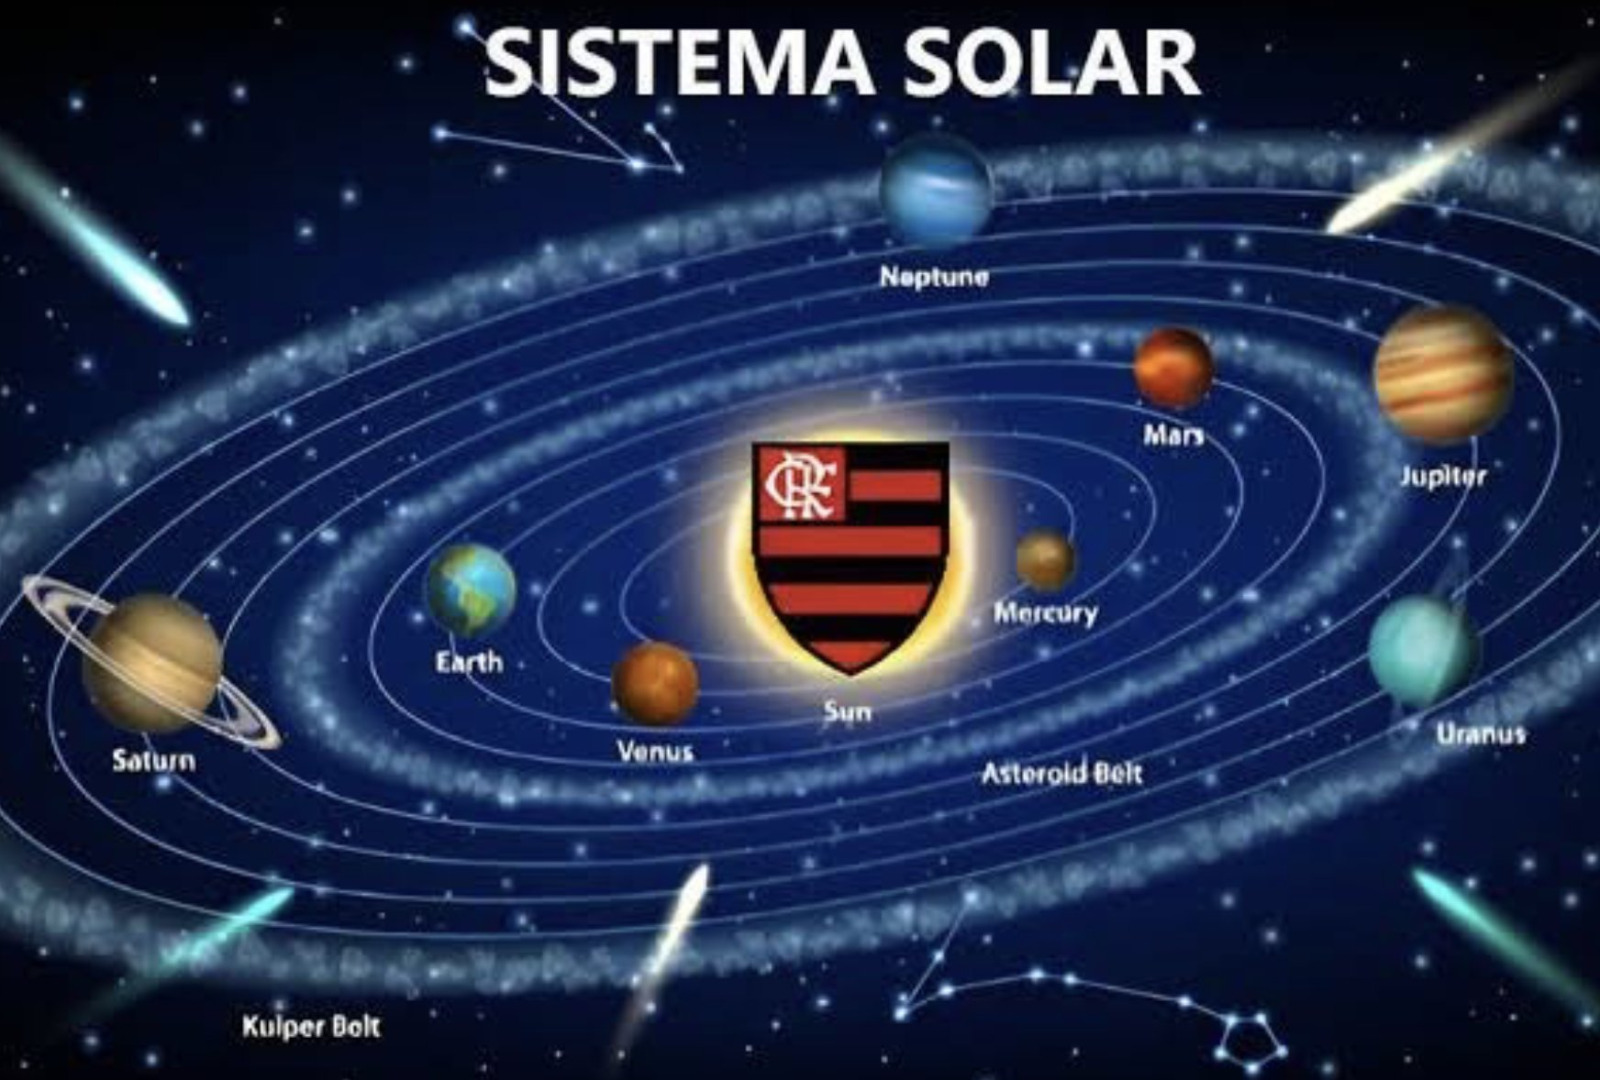 SISTEMA SOLAR
Neptune
Mars
Jupiter
CRF
Mercury
Earth
Sun
Venus
Uranus
Saturn
Asteroid Belt
Kuiper Belt